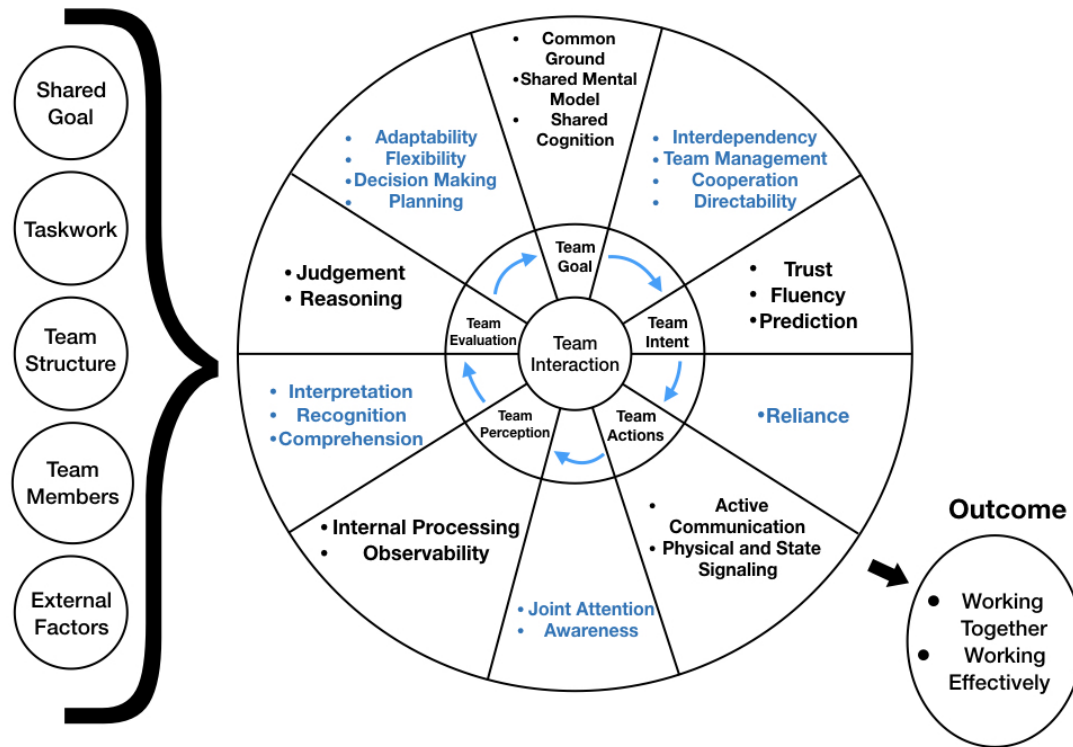 Shared
Goal
Taskwork
Team
Structure
Team
Members
External
Factors
• Common
Ground
•Shared Mental
Model
• Shared
Cognition
• Interdependency
•Team Management
• Cooperation
• Directability
• Trust
• Fluency
•Prediction
•Reliance
• Active
Communication
• Physical and State
Signaling
•Joint Attention
• Awareness
•Internal Processing
• Observability
• Interpretation
• Recognition
•Comprehension
•Judgement
•Reasoning
• Adaptability
• Flexibility
•Decision Making
• Planning
Team
Goal
Team
Intent
Team
Actions
Team
Perception
Team
Evaluation
Team
Interaction
Outcome
• Working
Together
• Working
Effectively